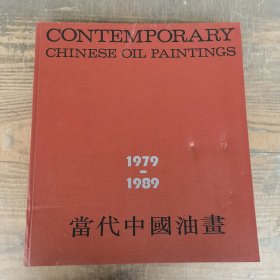 CONTEMPORARY
CHINESE OIL PAINTINGS
1979
–
1989
當代中國油畫